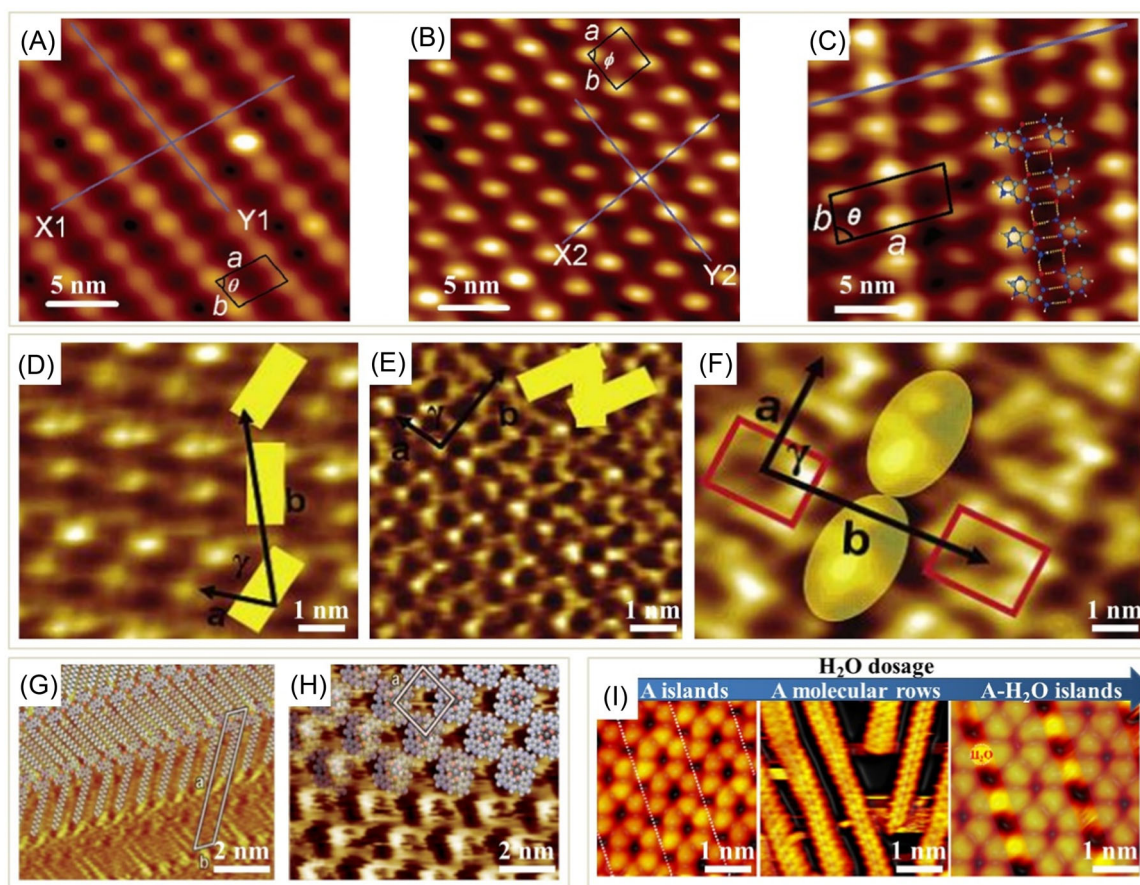 (A)
X1
Y1
a
θ
b
5 nm
(B)
a
b
ϕ
X2
Y2
5 nm
(C)
b
θ
a
5 nm
(D)
b
γ
a
1 nm
(E)
γ
b
a
1 nm
(F)
a
γ
b
1 nm
(G)
a
b
2 nm
(H)
a
2 nm
(I)
H₂O dosage
A islands
A molecular rows
A-H₂O islands
H₂O
1 nm
1 nm
1 nm